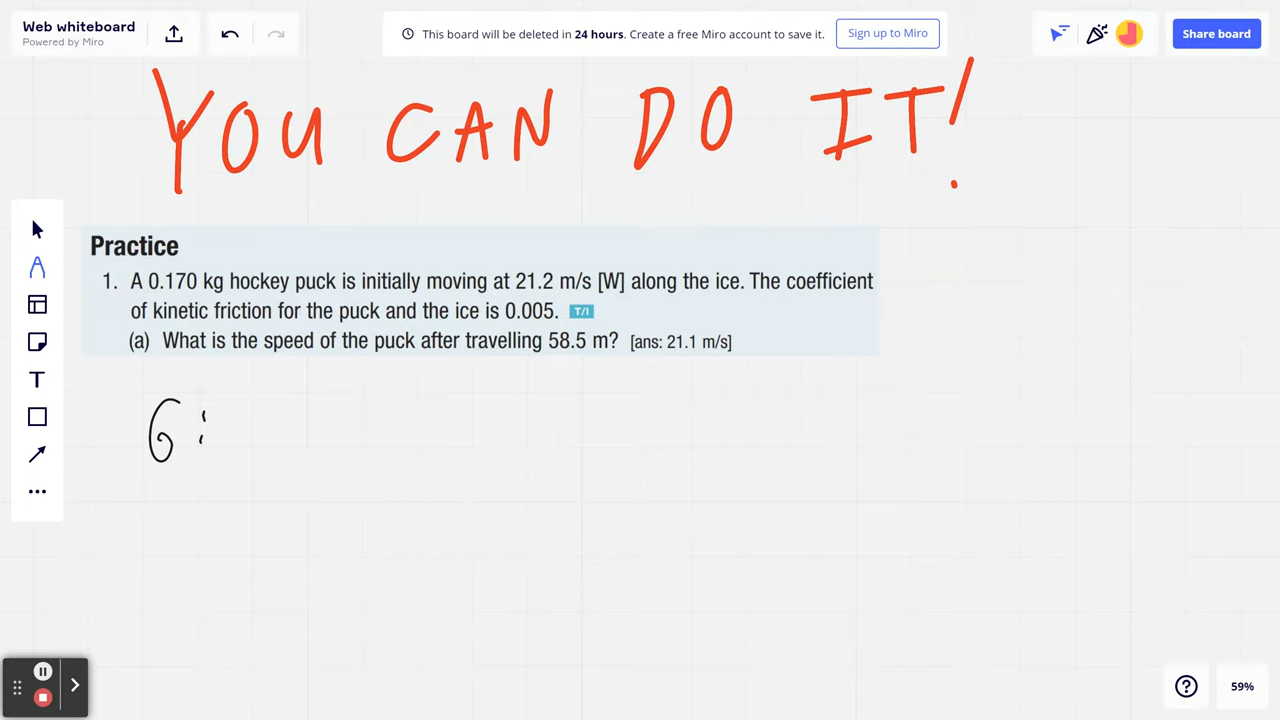 Web whiteboard
Powered by Miro
This board will be deleted in 24 hours. Create a free Miro account to save it.
Sign up to Miro
Share board
YOU CAN DO IT!
Practice
1. A 0.170 kg hockey puck is initially moving at 21.2 m/s [W] along the ice. The coefficient
of kinetic friction for the puck and the ice is 0.005. T/I
(a) What is the speed of the puck after travelling 58.5 m? [ans: 21.1 m/s]
G:
T
59%